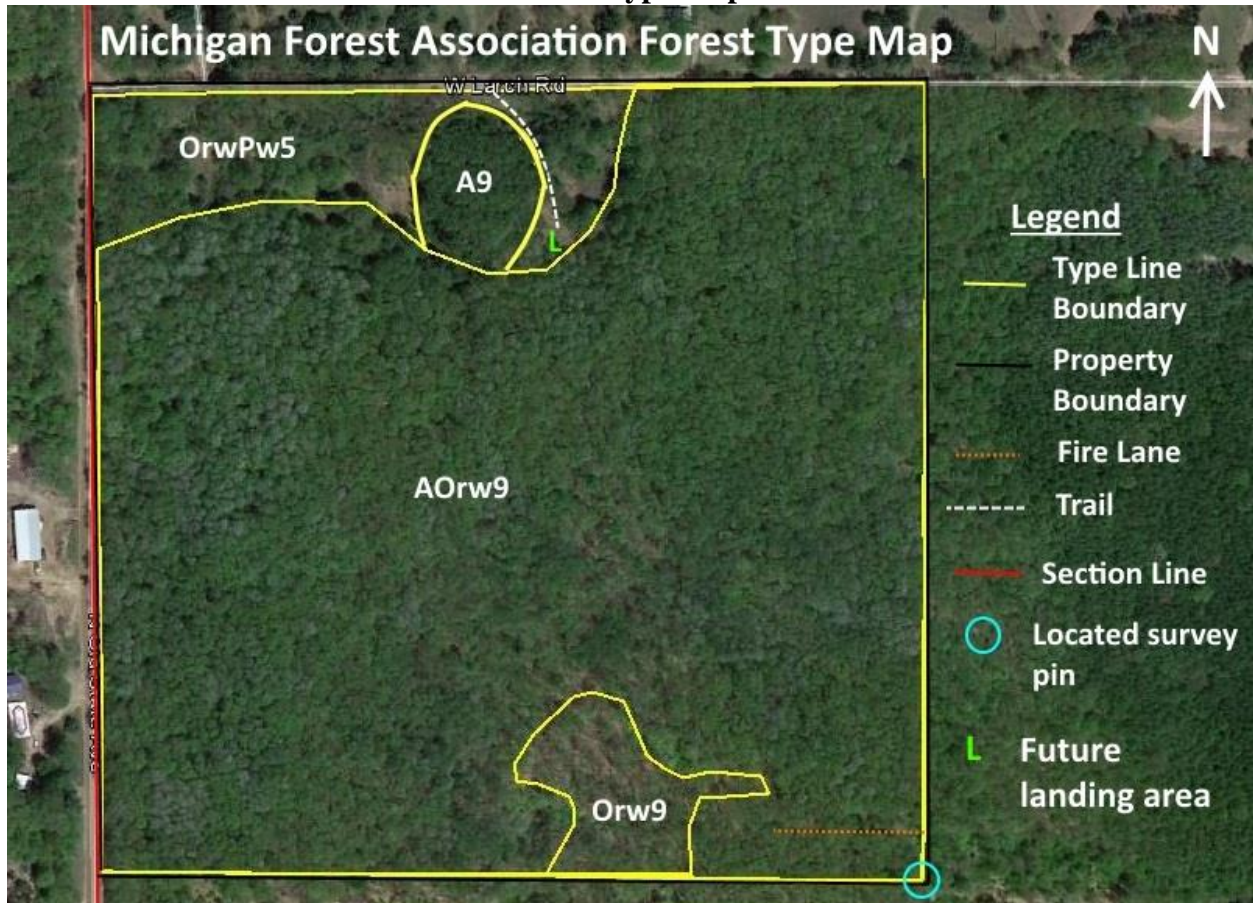 Michigan Forest Association Forest Type Map
N
W Larch Rd
OrwPw5
A9
L
AOrw9
Orw9
Legend
Type Line
Boundary
Property
Boundary
Fire Lane
Trail
Section Line
Located survey
pin
L Future
landing area